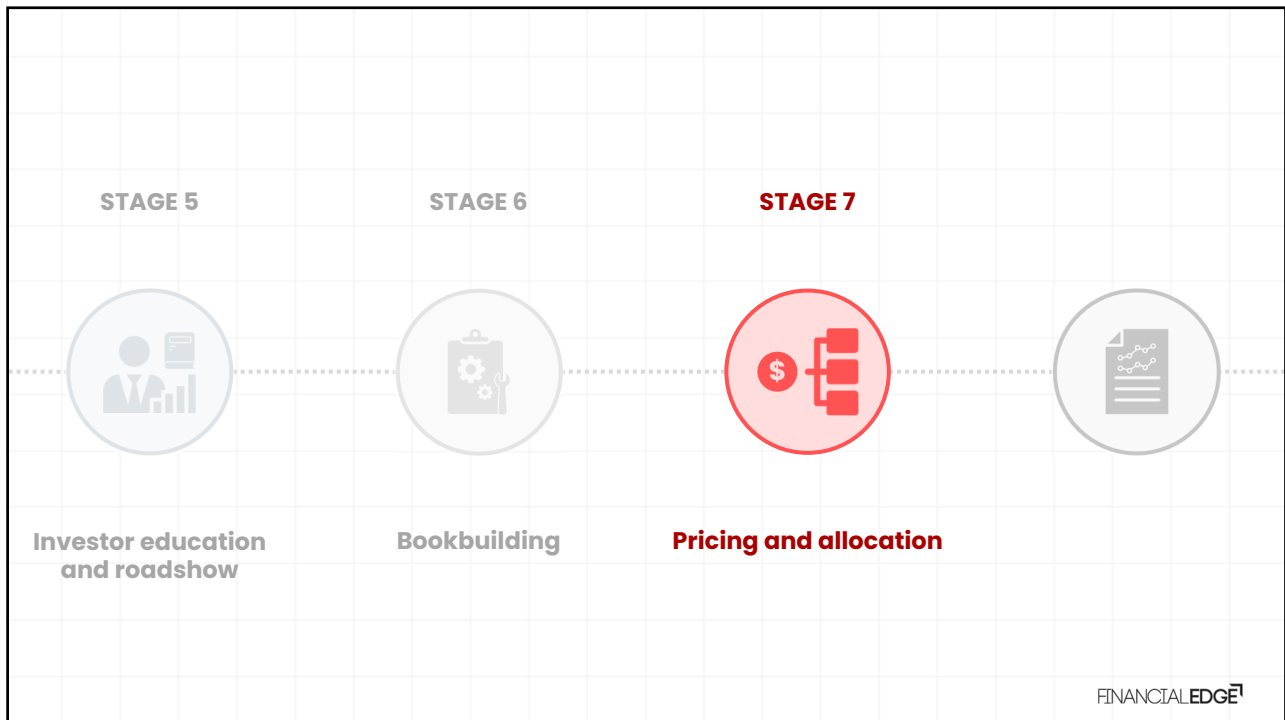 STAGE 5
STAGE 6
STAGE 7
$
Investor education
and roadshow
Bookbuilding
Pricing and allocation
FINANCIALEDGE